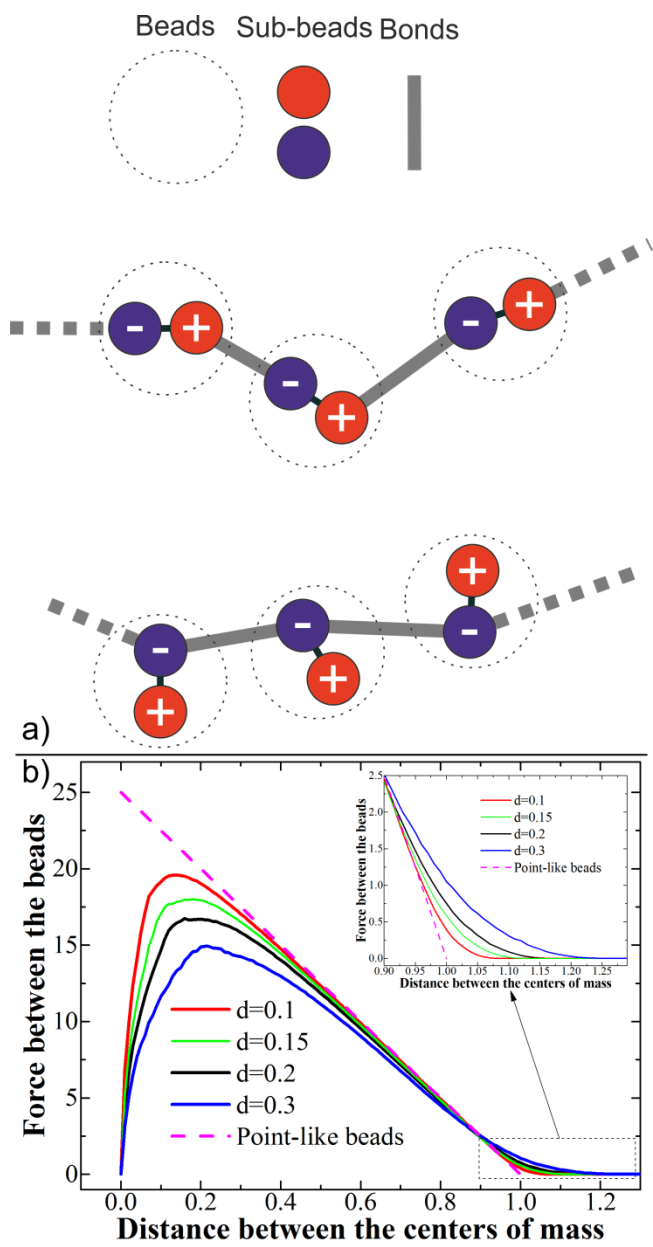 Beads Sub-beads Bonds
- + - + - +
- + - + - +
a)
b)
Force between the beads
25
20
15
10
5
0
0.0 0.2 0.4 0.6 0.8 1.0 1.2
Distance between the centers of mass
d=0.1
d=0.15
d=0.2
d=0.3
Point-like beads
Force between the beads
2.5
2.0
1.5
1.0
0.5
0.0
0.90 0.95 1.00 1.05 1.10 1.15 1.20 1.25
Distance between the centers of mass
d=0.1
d=0.15
d=0.2
d=0.3
Point-like beads